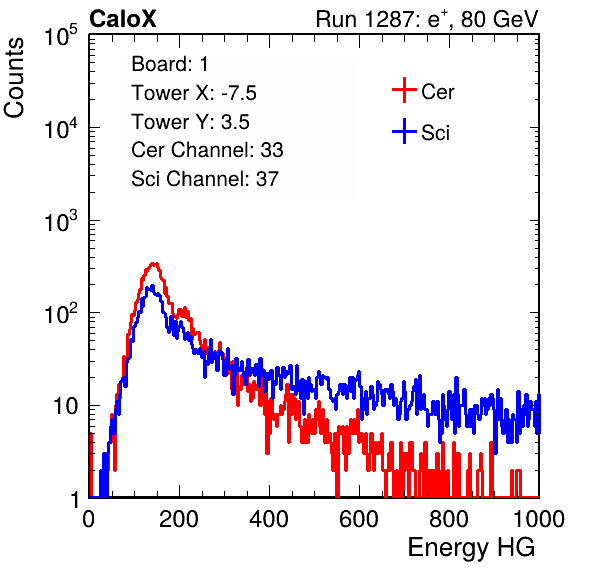 CaloX Run 1287: e⁺, 80 GeV
Counts
Board: 1
Tower X: -7.5
Tower Y: 3.5
Cer Channel: 33
Sci Channel: 37
Cer
Sci
10⁵
10⁴
10³
10²
10
1
0 200 400 600 800 1000
Energy HG